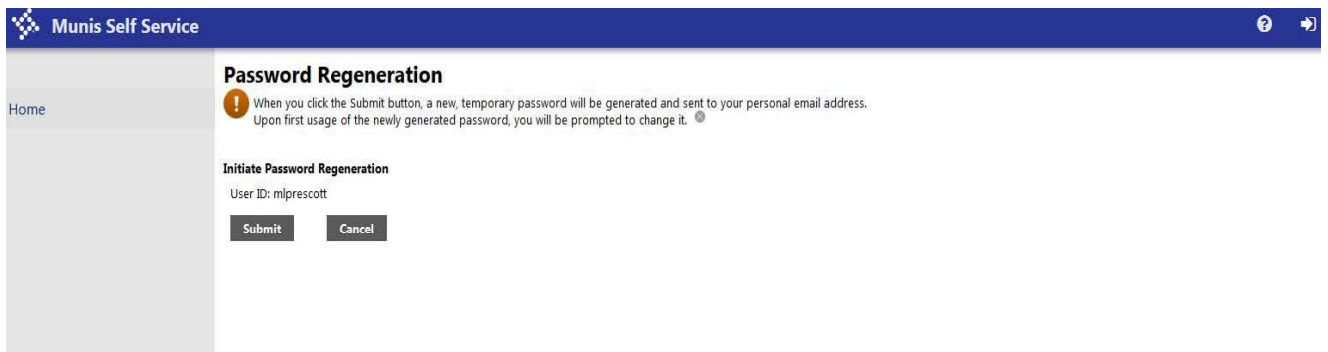 Munis Self Service
Home
Password Regeneration
When you click the Submit button, a new, temporary password will be generated and sent to your personal email address.
Upon first usage of the newly generated password, you will be prompted to change it.
Initiate Password Regeneration
User ID: mlprescott
Submit
Cancel